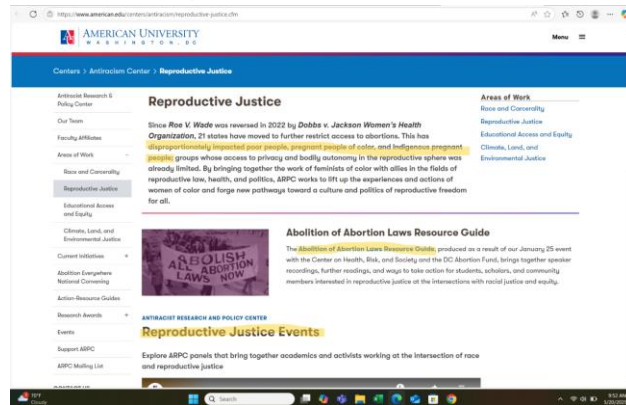 https://www.american.edu/centers/antiracism/reproductive-justice.cfm
AMERICAN UNIVERSITY
WASHINGTON, DC
Menu
Centers > Antiracism Center > Reproductive Justice
Antiracist Research &
Policy Center
Our Team
Faculty Affiliates
Areas of Work
Race and Carcerality
Reproductive Justice
Educational Access
and Equity
Climate, Land, and
Environmental Justice
Current Initiatives
Abolition Everywhere
National Convening
Action-Resource Guides
Research Awards
Events
Support ARPC
ARPC Mailing List
Reproductive Justice
Since Roe V. Wade was reversed in 2022 by Dobbs v. Jackson Women's Health
Organization, 21 states have moved to further restrict access to abortions. This has
disproportionately impacted poor people, pregnant people of color, and Indigenous pregnant
people; groups whose access to privacy and bodily autonomy in the reproductive sphere was
already limited. By bringing together the work of feminists of color with allies in the fields of
reproductive law, health, and politics, ARPC works to lift up the experiences and actions of
women of color and forge new pathways toward a culture and politics of reproductive freedom
for all.
ABOLISH
ALL ABORTION
LAWS NOW
Abolition of Abortion Laws Resource Guide
The Abolition of Abortion Laws Resource Guide, produced as a result of our January 25 event
with the Center on Health, Risk, and Society and the DC Abortion Fund, brings together speaker
recordings, further readings, and ways to take action for students, scholars, and community
members interested in reproductive justice at the intersections with racial justice and equity.
ANTIRACIST RESEARCH AND POLICY CENTER
Reproductive Justice Events
Explore ARPC panels that bring together academics and activists working at the intersection of race
and reproductive justice
Areas of Work
Race and Carcerality
Reproductive Justice
Educational Access and Equity
Climate, Land, and
Environmental Justice
Cloudy
Search
9:52 AM